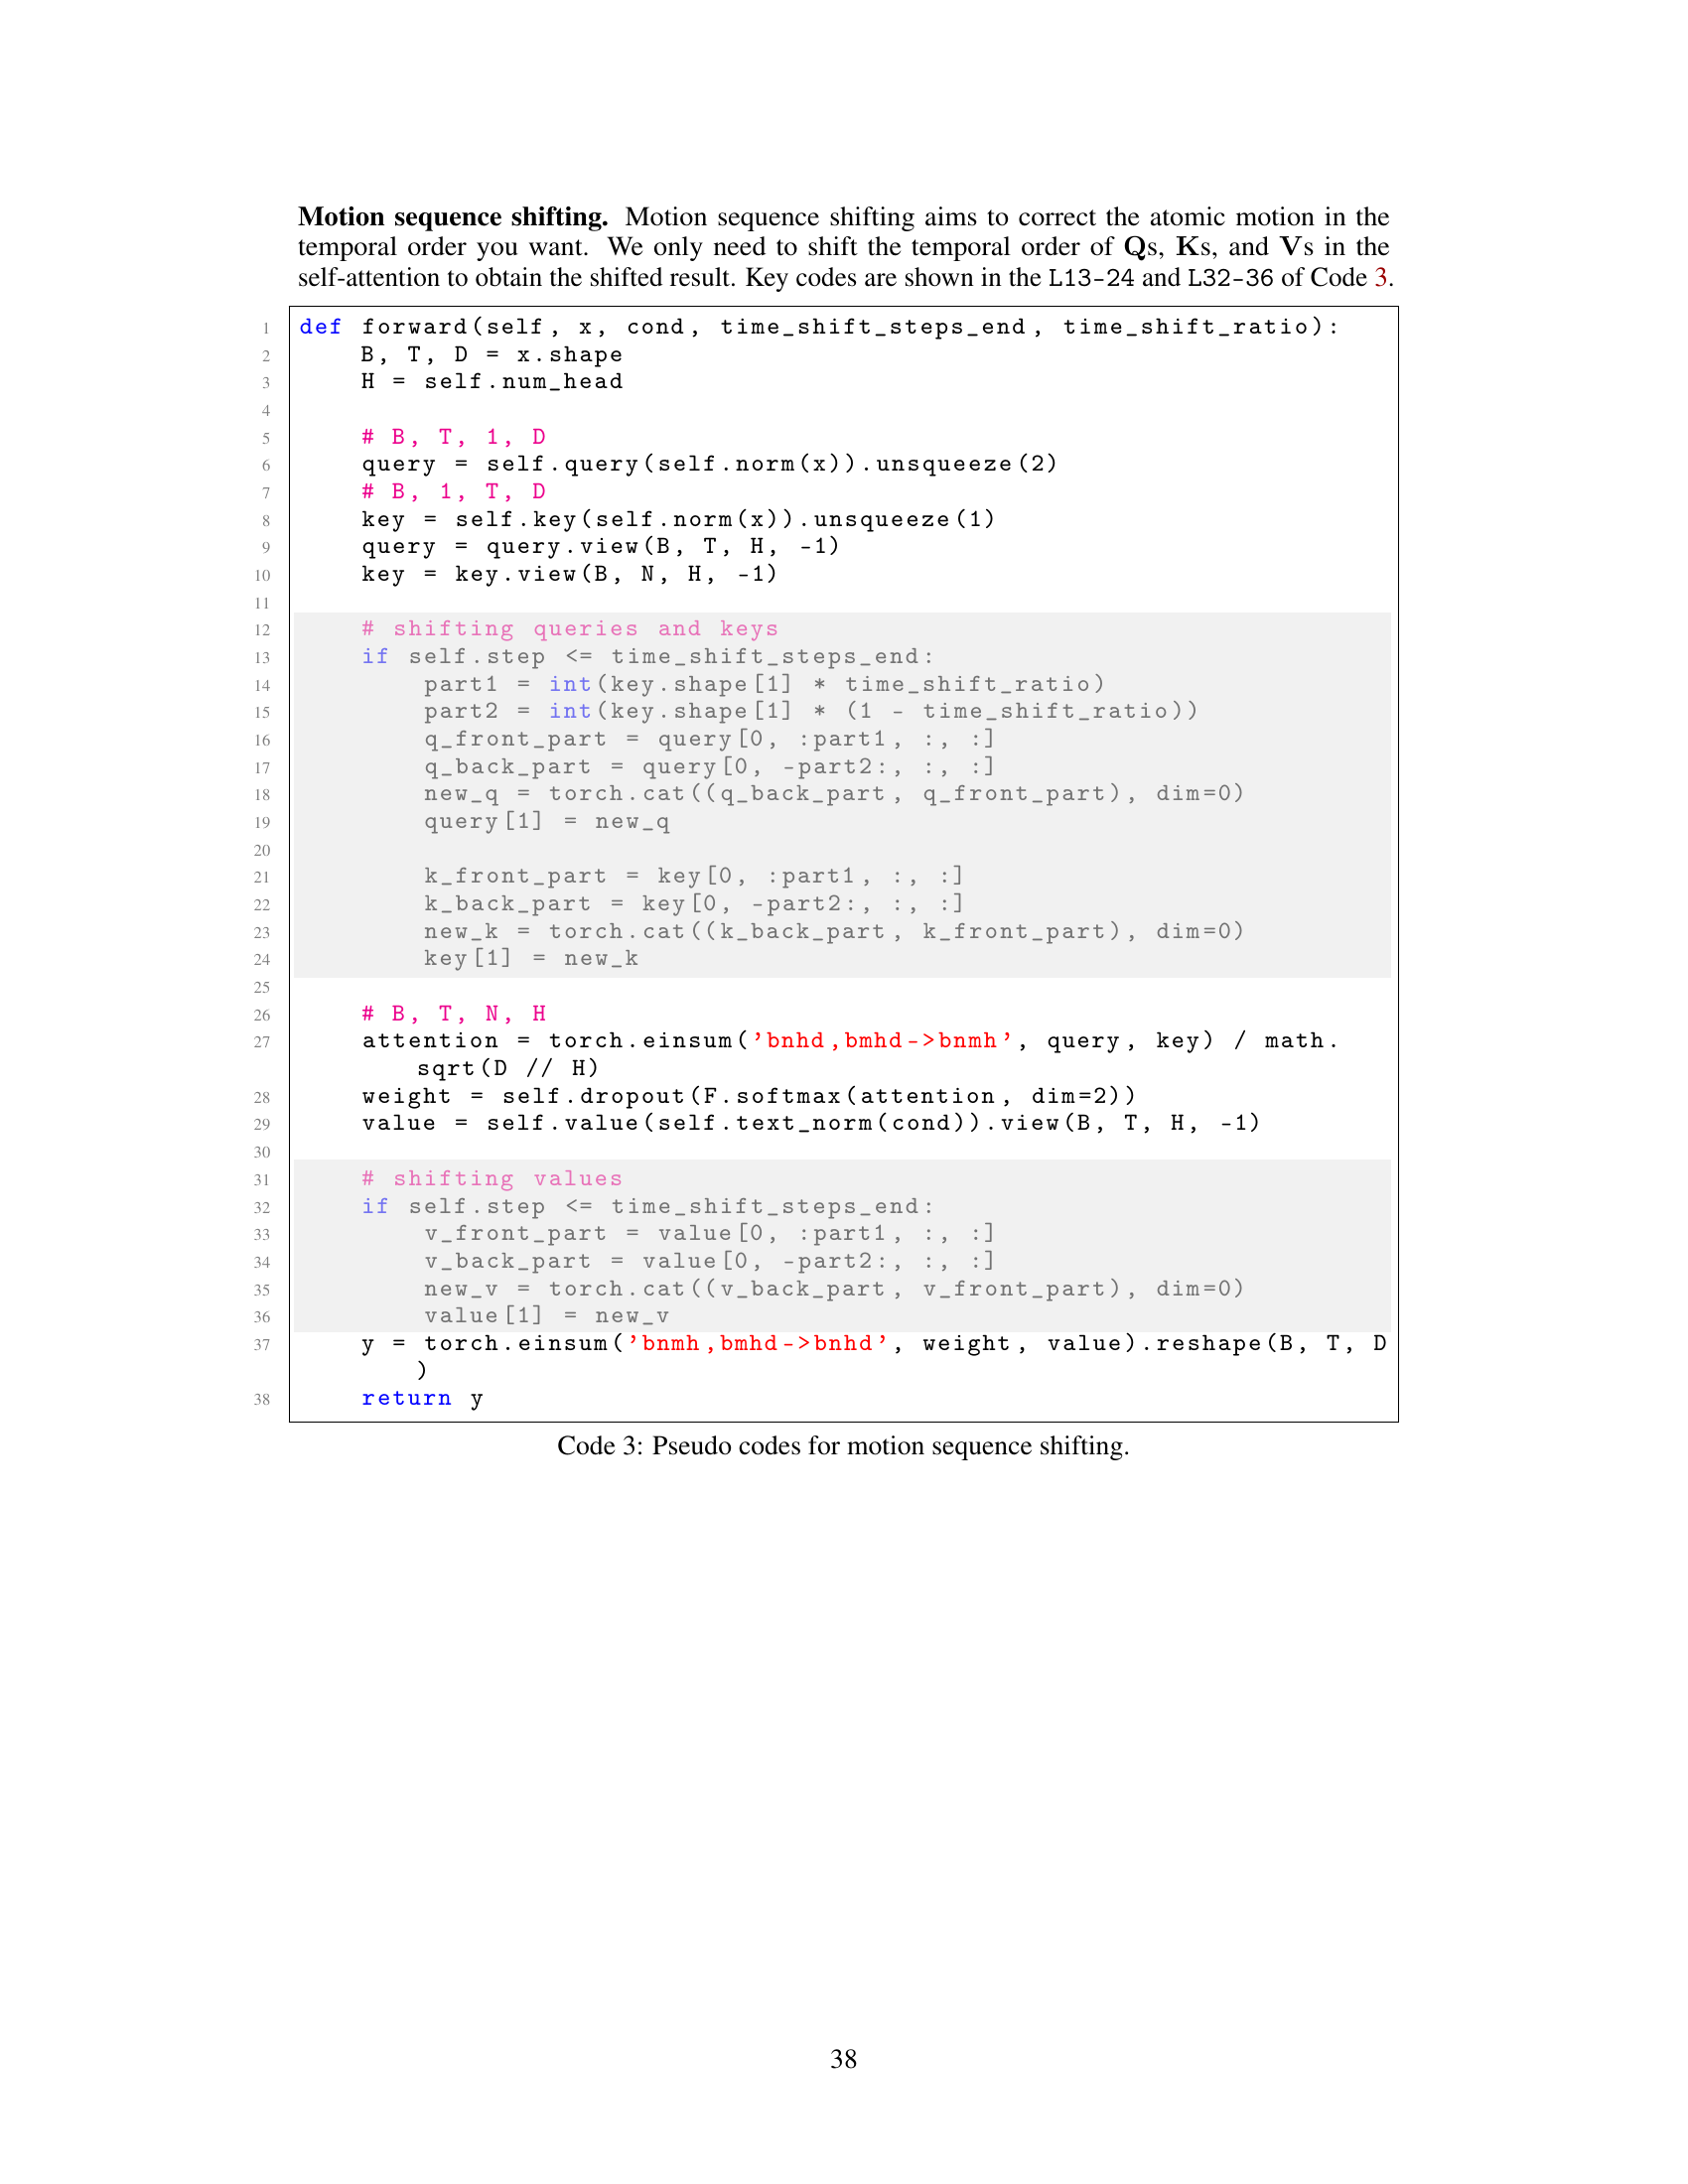 Motion sequence shifting. Motion sequence shifting aims to correct the atomic motion in the
temporal order you want. We only need to shift the temporal order of Qs, Ks, and Vs in the
self-attention to obtain the shifted result. Key codes are shown in the L13-24 and L32-36 of Code 3.
1 def forward(self, x, cond, time_shift_steps_end, time_shift_ratio):
2     B, T, D = x.shape
3     H = self.num_head
4
5     # B, T, 1, D
6     query = self.query(self.norm(x)).unsqueeze(2)
7     # B, 1, T, D
8     key = self.key(self.norm(x)).unsqueeze(1)
9     query = query.view(B, T, H, -1)
10     key = key.view(B, N, H, -1)
11
12     # shifting queries and keys
13     if self.step <= time_shift_steps_end:
14         part1 = int(key.shape[1] * time_shift_ratio)
15         part2 = int(key.shape[1] * (1 - time_shift_ratio))
16         q_front_part = query[0, :part1, :, :]
17         q_back_part = query[0, -part2:, :, :]
18         new_q = torch.cat((q_back_part, q_front_part), dim=0)
19         query[1] = new_q
20
21         k_front_part = key[0, :part1, :, :]
22         k_back_part = key[0, -part2:, :, :]
23         new_k = torch.cat((k_back_part, k_front_part), dim=0)
24         key[1] = new_k
25
26     # B, T, N, H
27     attention = torch.einsum('bnhd,bmhd->bnmh', query, key) / math.
sqrt(D // H)
28     weight = self.dropout(F.softmax(attention, dim=2))
29     value = self.value(self.text_norm(cond)).view(B, T, H, -1)
30
31     # shifting values
32     if self.step <= time_shift_steps_end:
33         v_front_part = value[0, :part1, :, :]
34         v_back_part = value[0, -part2:, :, :]
35         new_v = torch.cat((v_back_part, v_front_part), dim=0)
36         value[1] = new_v
37     y = torch.einsum('bnmh,bmhd->bnhd', weight, value).reshape(B, T, D
)
38     return y
Code 3: Pseudo codes for motion sequence shifting.
38